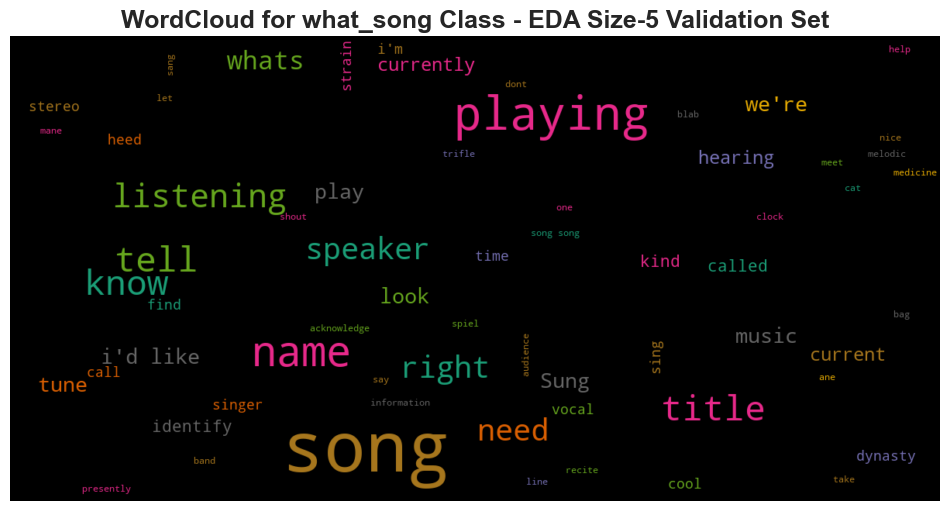 WordCloud for what_song Class - EDA Size-5 Validation Set
i'm
help
whats
strain
currently
sang
dont
let
stereo
playing
we're
blab
mane
heed
nice
trifle
hearing
melodic
meet
medicine
listening
play
cat
one
shout
clock
song song
speaker
tell
time
kind
called
know
look
find
bag
acknowledge
spiel
music
name
i'd like
audience
sing
current
right
call
tune
say
Sung
ane
singer
information
vocal
title
identify
need
song
band
dynasty
recite
line
cool
take
presently